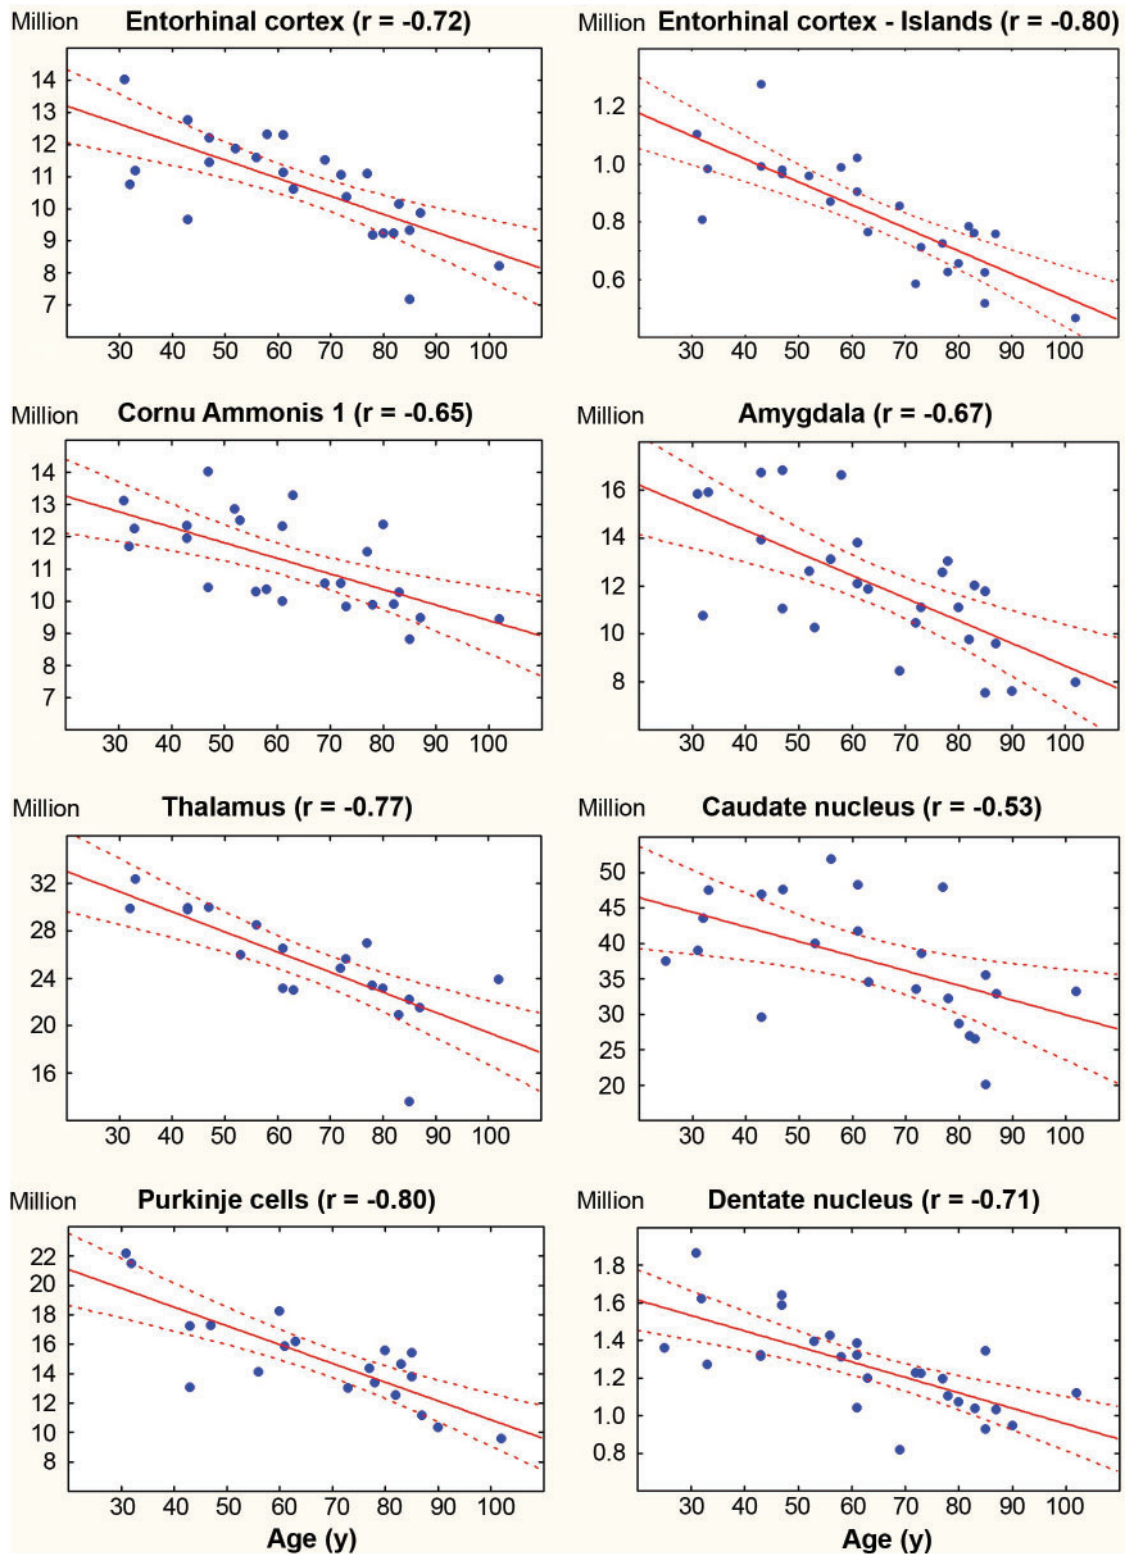 Million Entorhinal cortex (r = -0.72)
14
13
12
11
10
9
8
7
30 40 50 60 70 80 90 100
Million Entorhinal cortex - Islands (r = -0.80)
1.2
1.0
0.8
0.6
30 40 50 60 70 80 90 100
Million Cornu Ammonis 1 (r = -0.65)
14
13
12
11
10
9
8
7
30 40 50 60 70 80 90 100
Million Amygdala (r = -0.67)
16
14
12
10
8
30 40 50 60 70 80 90 100
Million Thalamus (r = -0.77)
32
28
24
20
16
30 40 50 60 70 80 90 100
Million Caudate nucleus (r = -0.53)
50
45
40
35
30
25
20
30 40 50 60 70 80 90 100
Million Purkinje cells (r = -0.80)
22
20
18
16
14
12
10
8
30 40 50 60 70 80 90 100
Age (y)
Million Dentate nucleus (r = -0.71)
1.8
1.6
1.4
1.2
1.0
0.8
30 40 50 60 70 80 90 100
Age (y)